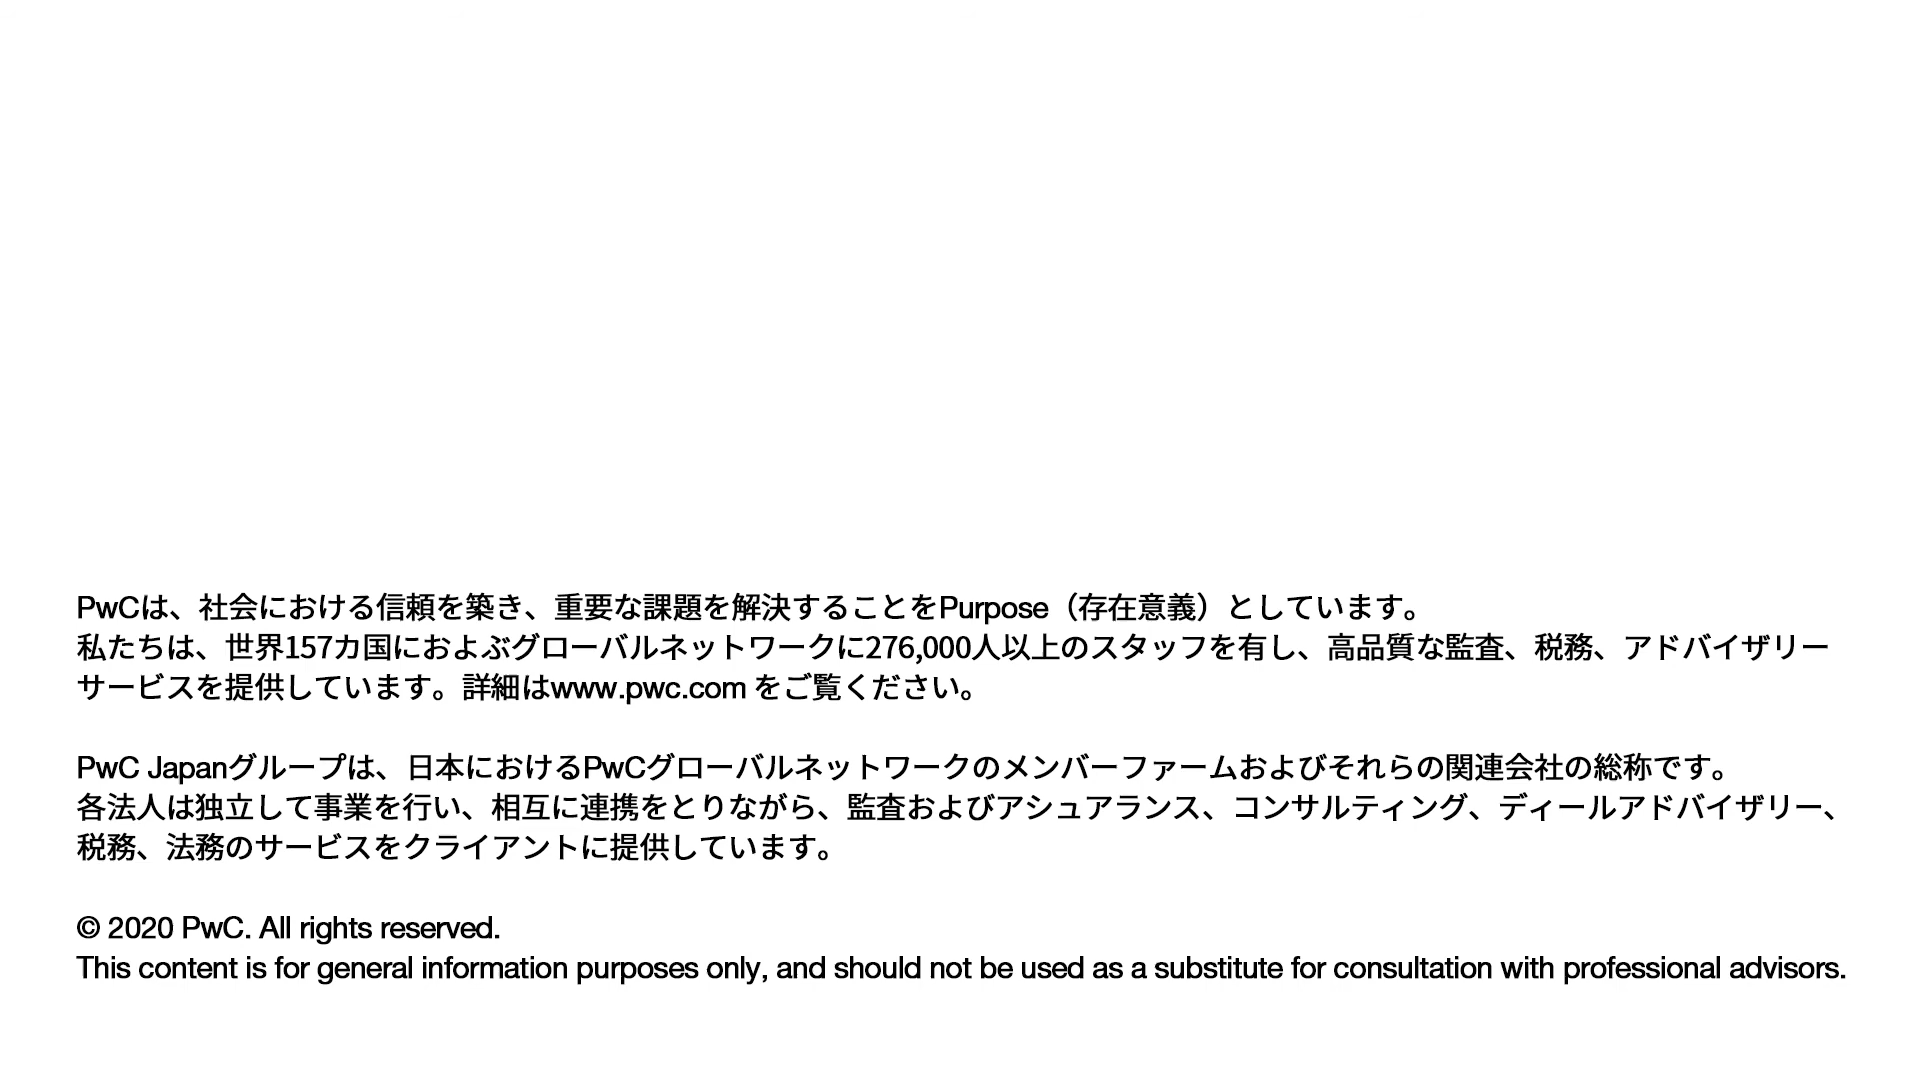 PwCは、社会における信頼を築き、重要な課題を解決することをPurpose（存在意義）としています。
私たちは、世界157カ国におよぶグローバルネットワークに276,000人以上のスタッフを有し、高品質な監査、税務、アドバイザリー
サービスを提供しています。詳細はwww.pwc.com をご覧ください。
PwC Japanグループは、日本におけるPwCグローバルネットワークのメンバーファームおよびそれらの関連会社の総称です。
各法人は独立して事業を行い、相互に連携をとりながら、監査およびアシュアランス、コンサルティング、ディールアドバイザリー、
税務、法務のサービスをクライアントに提供しています。
© 2020 PwC. All rights reserved.
This content is for general information purposes only, and should not be used as a substitute for consultation with professional advisors.